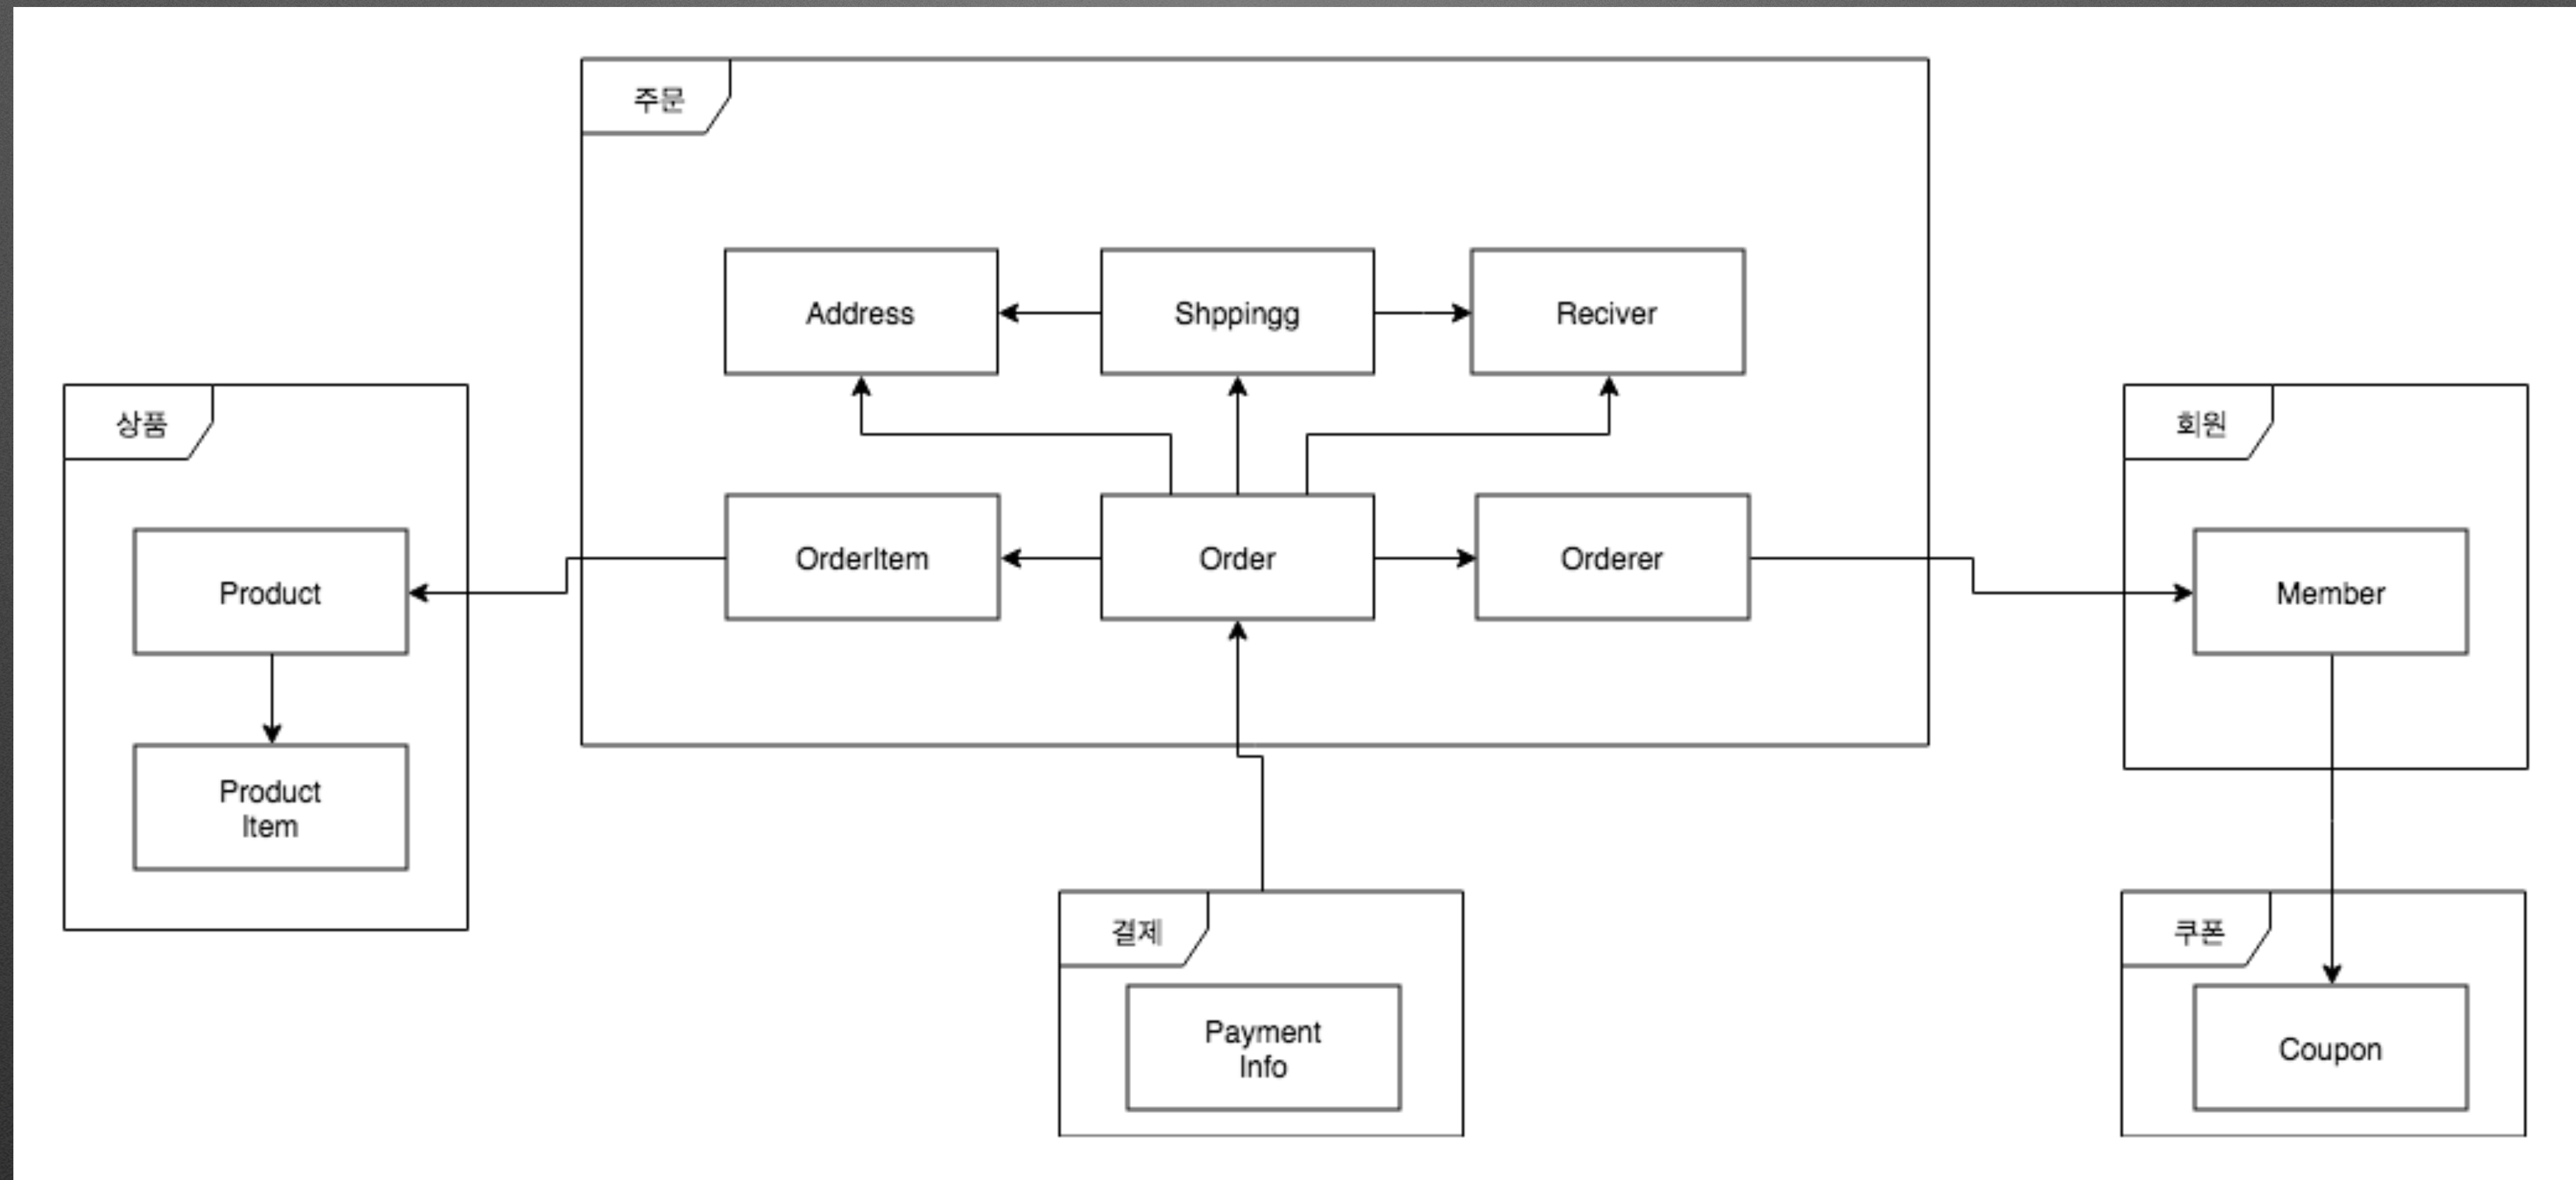 주문
Address
Shppingg
Reciver
상품
회원
OrderItem
Order
Orderer
Product
Member
Product
Item
결제
쿠폰
Payment
Info
Coupon